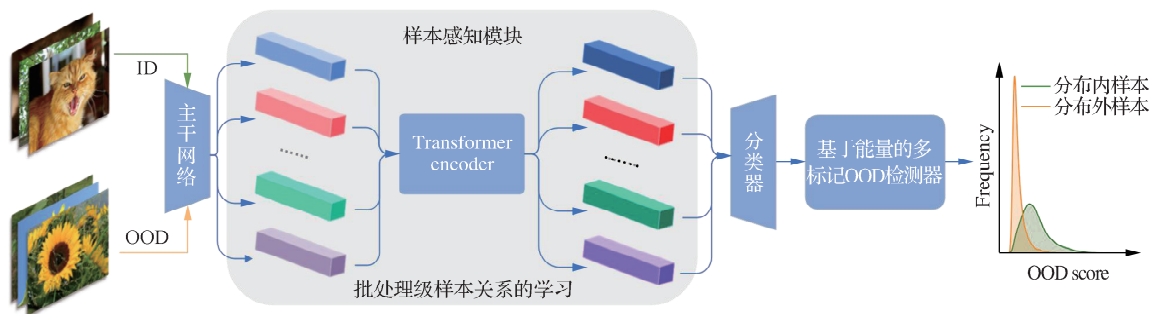 ID
OOD
主干网络
样本感知模块
……
Transformer
encoder
……
批处理级样本关系的学习
分类器
基于能量的多
标记OOD检测器
Frequency
分布内样本
分布外样本
OOD score